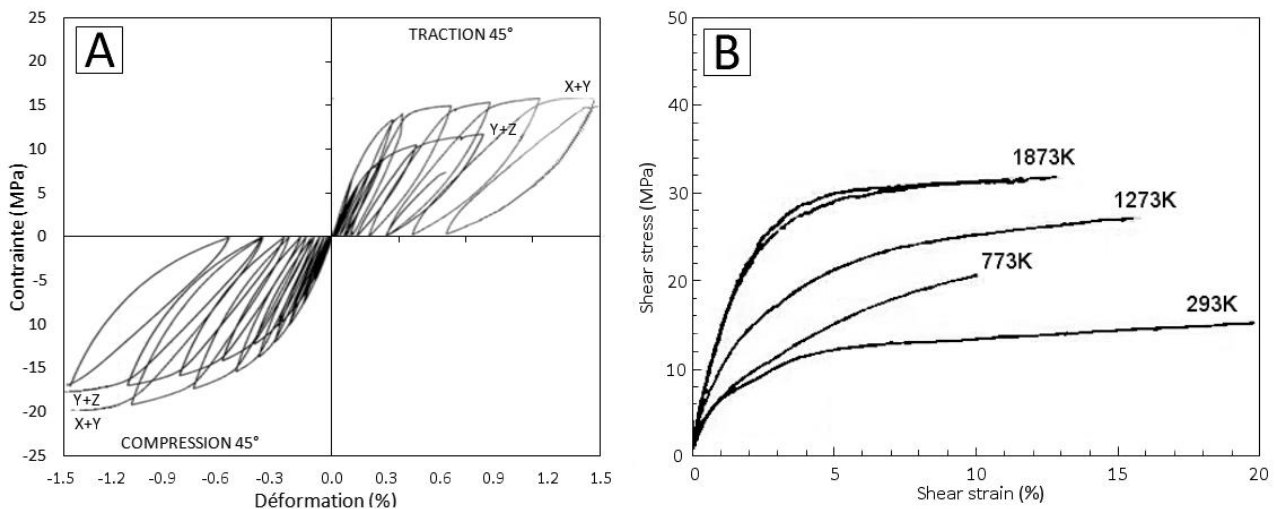 A
TRACTION 45°
X+Y
Y+Z
Y+Z
X+Y
COMPRESSION 45°
Contrainte (MPa)
25
20
15
10
5
0
-5
10
-15
-20
-25
-1.5
-1.2
-0.9
-0.6
-0.3
0.0
0.3
0.6
0.9
1.2
1.5
Déformation (%)
B
1873K
1273K
773K
293K
Shear stress (MPa)
50
40
30
20
10
0
0
5
10
15
20
Shear strain (%)